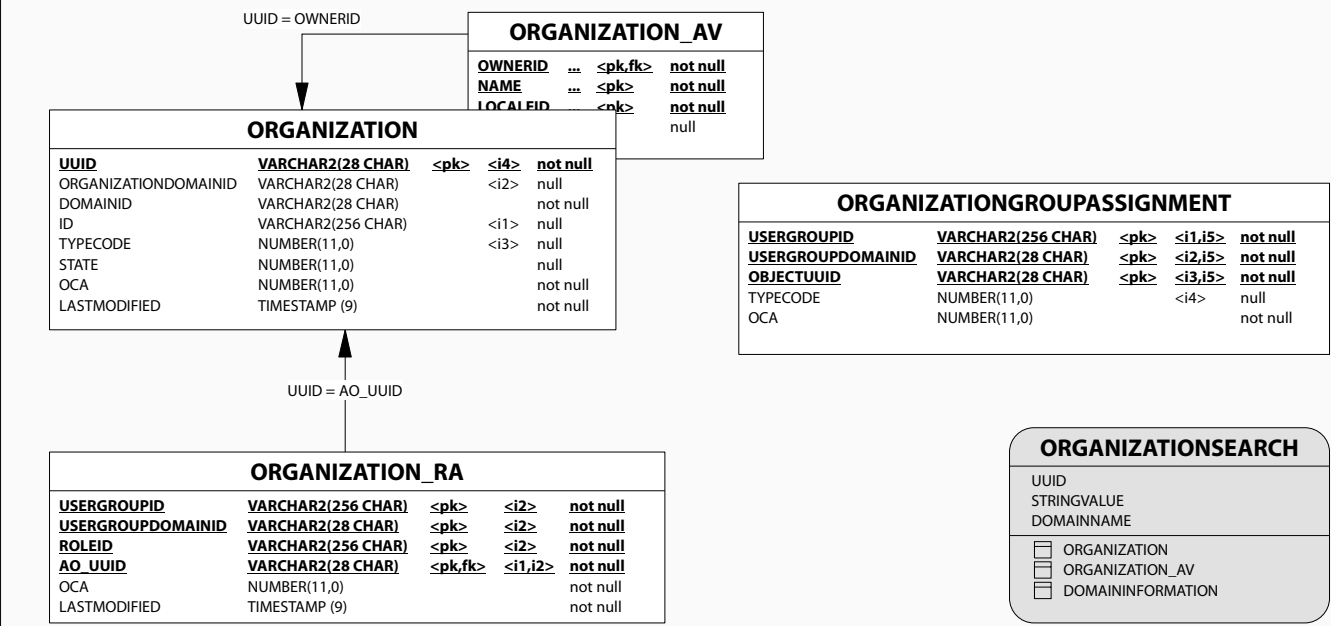 UUID = OWNERID
ORGANIZATION_AV
OWNERID ... <pk,fk> not null
NAME ... <pk> not null
LOCALEID ... <pk> not null
null
ORGANIZATION
UUID VARCHAR2(28 CHAR) <pk> <i4> not null
ORGANIZATIONDOMAINID VARCHAR2(28 CHAR) <i2> null
DOMAINID VARCHAR2(28 CHAR) not null
ID VARCHAR2(256 CHAR) <i1> null
TYPECODE NUMBER(11,0) <i3> null
STATE NUMBER(11,0) null
OCA NUMBER(11,0) not null
LASTMODIFIED TIMESTAMP (9) not null
ORGANIZATIONGROUPASSIGNMENT
USERGROUPID VARCHAR2(256 CHAR) <pk> <i1,i5> not null
USERGROUPDOMAINID VARCHAR2(28 CHAR) <pk> <i2,i5> not null
OBJECTUUID VARCHAR2(28 CHAR) <pk> <i3,i5> not null
TYPECODE NUMBER(11,0) <i4> null
OCA NUMBER(11,0) not null
UUID = AO_UUID
ORGANIZATION_RA
USERGROUPID VARCHAR2(256 CHAR) <pk> <i2> not null
USERGROUPDOMAINID VARCHAR2(28 CHAR) <pk> <i2> not null
ROLEID VARCHAR2(256 CHAR) <pk> <i2> not null
AO_UUID VARCHAR2(28 CHAR) <pk,fk> <i1,i2> not null
OCA NUMBER(11,0) not null
LASTMODIFIED TIMESTAMP (9) not null
ORGANIZATIONSEARCH
UUID
STRINGVALUE
DOMAINNAME
ORGANIZATION
ORGANIZATION_AV
DOMAININFORMATION